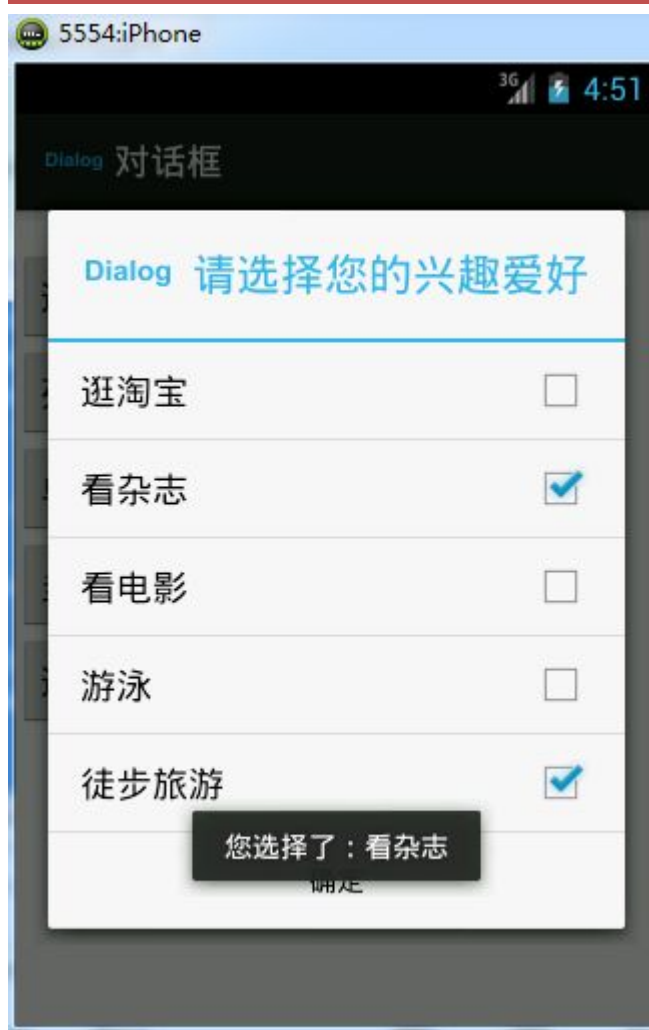 5554:iPhone
3G 4:51
Dialog 对话框
Dialog 请选择您的兴趣爱好
逛淘宝
看杂志
看电影
游泳
徒步旅游
您选择了：看杂志
确定